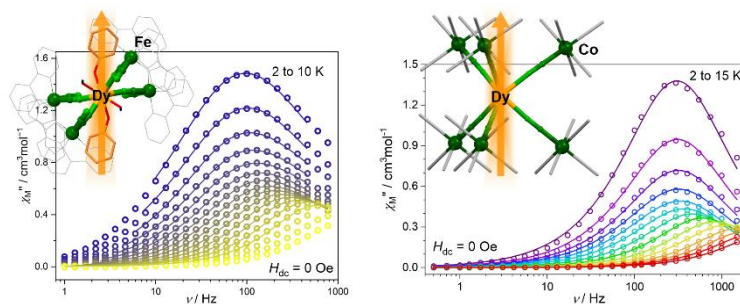 Fe
Dy
1.6
1.2
0.8
0.4
0.0
χM'' / cm³mol⁻¹
2 to 10 K
Hdc = 0 Oe
1 10 100 1000
ν / Hz
Co
Dy
1.5
1.2
0.9
0.6
0.3
0.0
χM'' / cm³mol⁻¹
2 to 15 K
Hdc = 0 Oe
1 10 100 1000
ν / Hz